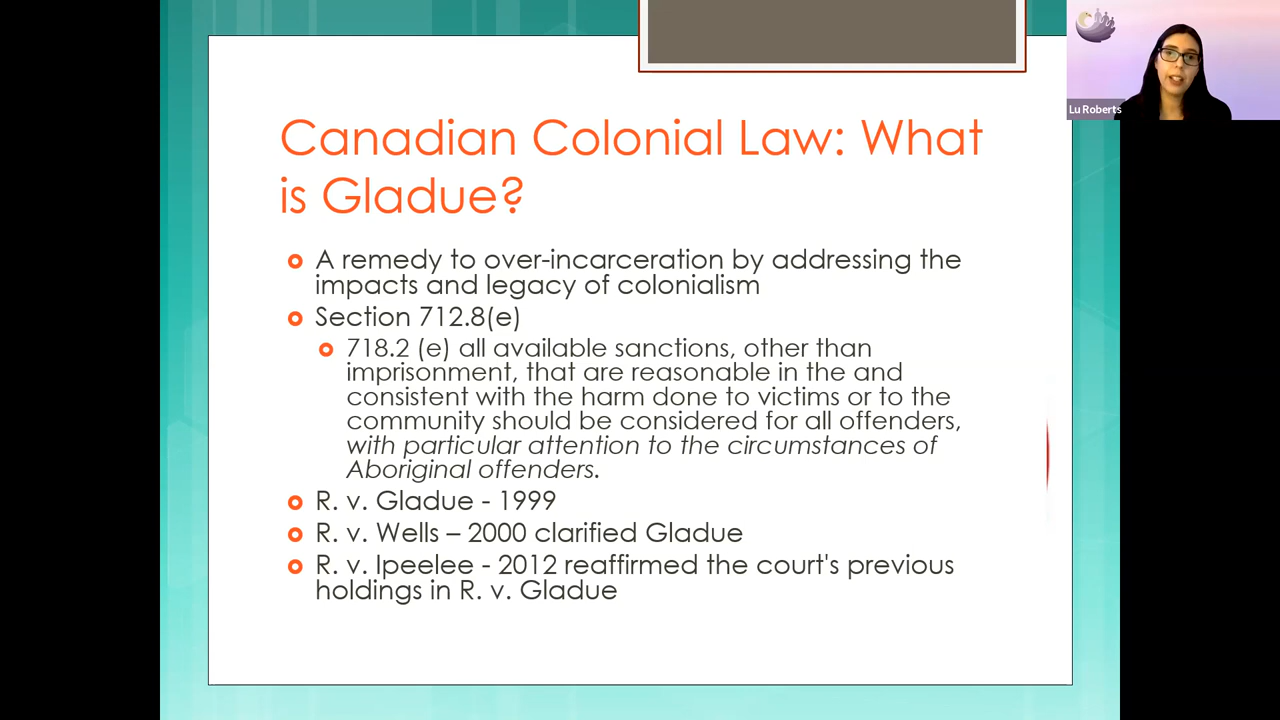 Canadian Colonial Law: What
is Gladue?
A remedy to over-incarceration by addressing the
impacts and legacy of colonialism
Section 712.8(e)
718.2 (e) all available sanctions, other than
imprisonment, that are reasonable in the and
consistent with the harm done to victims or to the
community should be considered for all offenders,
with particular attention to the circumstances of
Aboriginal offenders.
R. v. Gladue - 1999
R. v. Wells – 2000 clarified Gladue
R. v. Ipeelee - 2012 reaffirmed the court's previous
holdings in R. v. Gladue
Lu Roberts